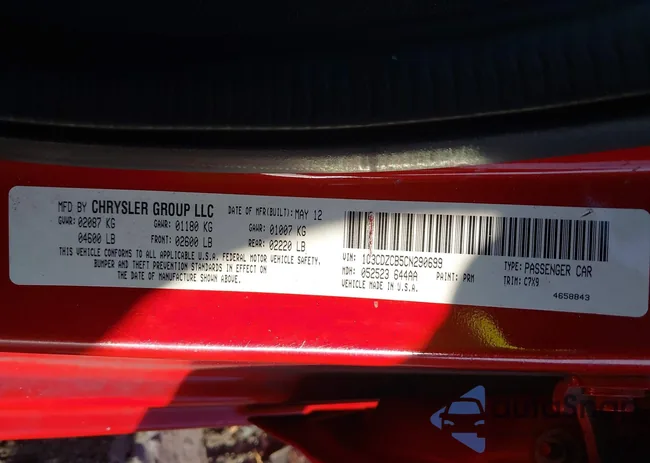 MFD BY CHRYSLER GROUP LLC
DATE OF MFR(BUILT): MAY 12
GVWR: 02087 KG GAWR: 01180 KG GAWR: 01007 KG
04600 LB FRONT: 02600 LB REAR: 02220 LB
THIS VEHICLE CONFORMS TO ALL APPLICABLE U.S.A. FEDERAL MOTOR VEHICLE SAFETY,
BUMPER AND THEFT PREVENTION STANDARDS IN EFFECT ON
THE DATE OF MANUFACTURE SHOWN ABOVE.
VIN: 1C3CDZCB5CN290699 TYPE: PASSENGER CAR
MDH: 052523 644AA PAINT: PRM TRIM: C7X9
VEHICLE MADE IN U.S.A.
4658843